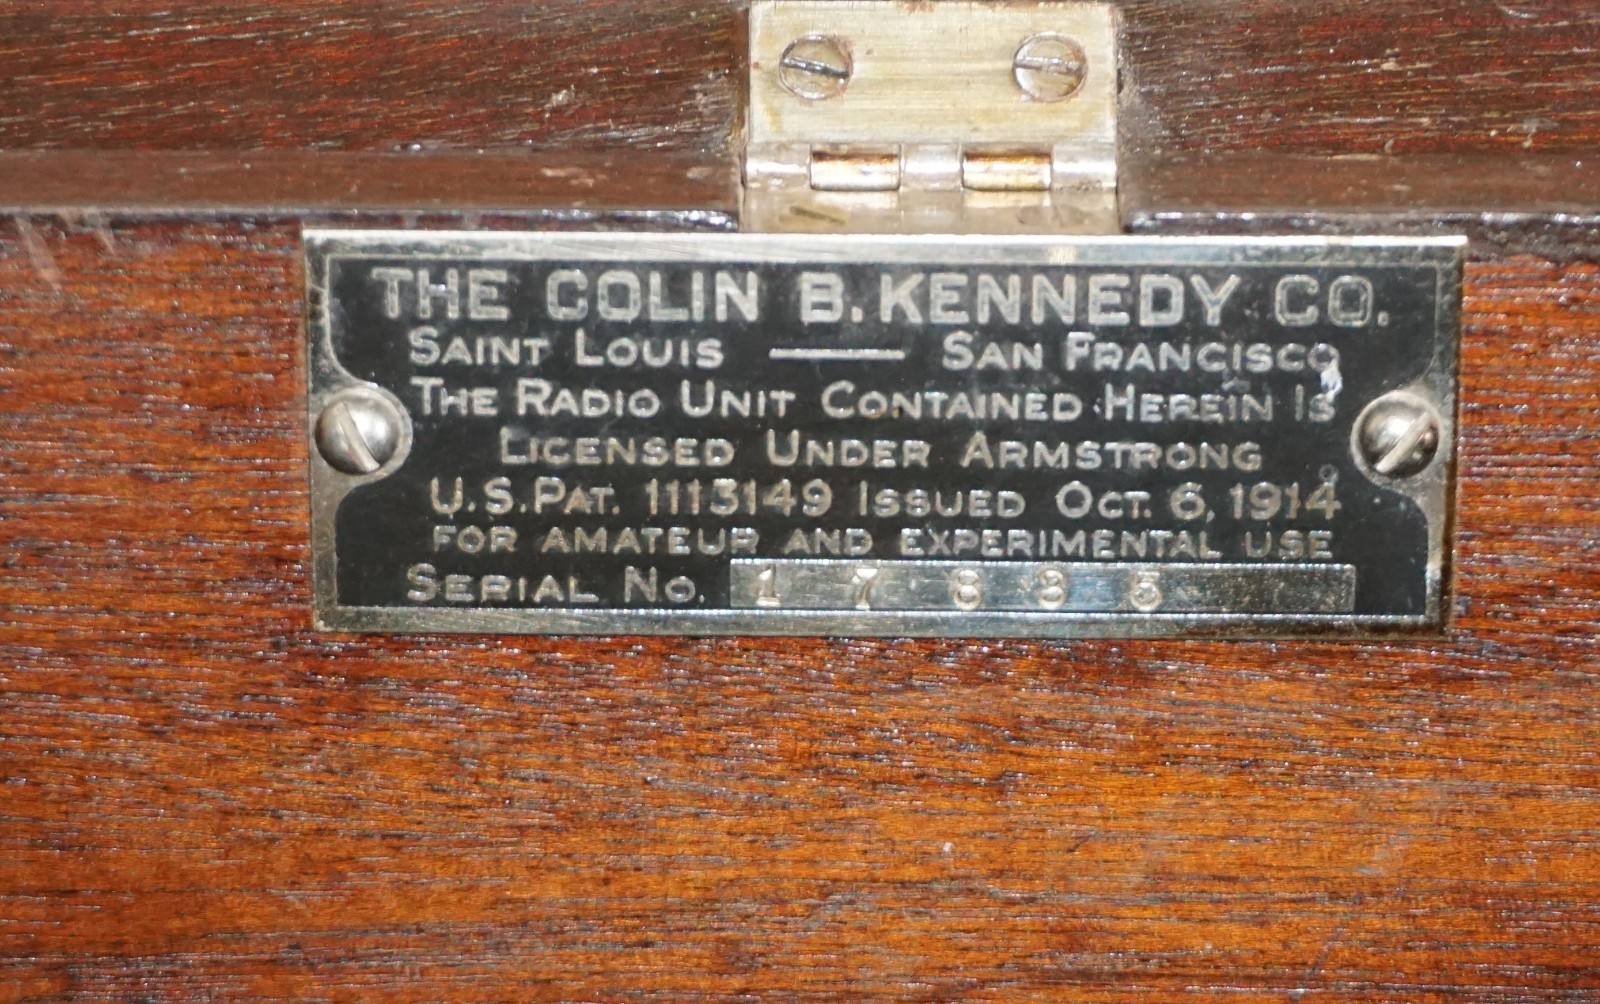 THE COLIN B. KENNEDY CO.
SAINT LOUIS — SAN FRANCISCO
THE RADIO UNIT CONTAINED HEREIN IS
LICENSED UNDER ARMSTRONG
U.S. PAT. 1113149 ISSUED OCT. 6, 1914
FOR AMATEUR AND EXPERIMENTAL USE
SERIAL NO.